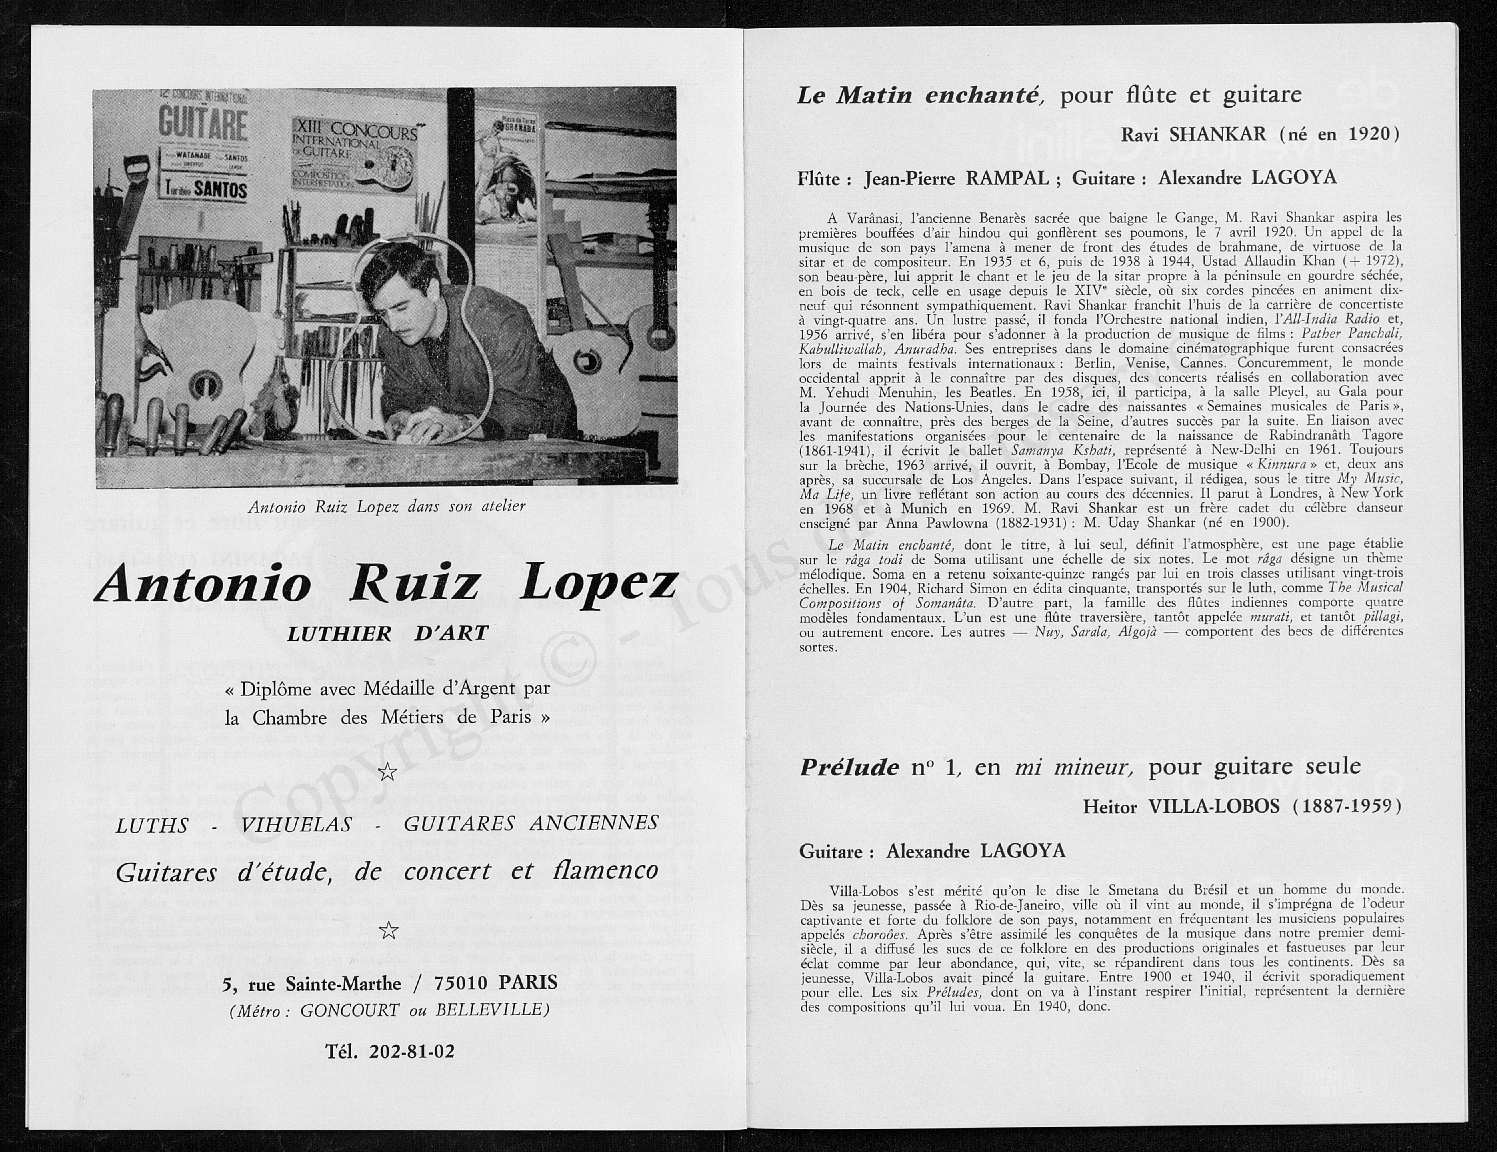 12e CONCOURS INTERNATIONAL
GUITARE
WATANABE SANTOS
Turibio SANTOS
XIII CONCOURS
INTERNATIONAL
DE GUITARE
COMPOSITION
INTERPRETATION
Plaza de Toros
GRANADA
Antonio Ruiz Lopez dans son atelier
Antonio Ruiz Lopez
LUTHIER D'ART
« Diplôme avec Médaille d'Argent par
la Chambre des Métiers de Paris »
LUTHS - VIHUELAS - GUITARES ANCIENNES
Guitares d'étude, de concert et flamenco
5, rue Sainte-Marthe / 75010 PARIS
(Métro : GONCOURT ou BELLEVILLE)
Tél. 202-81-02
Copyright © - Tous
Le Matin enchanté, pour flûte et guitare
Ravi SHANKAR (né en 1920)
Flûte : Jean-Pierre RAMPAL ; Guitare : Alexandre LAGOYA
A Varânasi, l'ancienne Benarès sacrée que baigne le Gange, M. Ravi Shankar aspira les
premières bouffées d'air hindou qui gonflèrent ses poumons, le 7 avril 1920. Un appel de la
musique de son pays l'amena à mener de front des études de brahmane, de virtuose de la
sitar et de compositeur. En 1935 et 6, puis de 1938 à 1944, Ustad Allaudin Khan (+ 1972),
son beau-père, lui apprit le chant et le jeu de la sitar propre à la péninsule en gourdre séchée,
en bois de teck, celle en usage depuis le XIVe siècle, où six cordes pincées en animent dix-
neuf qui résonnent sympathiquement. Ravi Shankar franchit l'huis de la carrière de concertiste
à vingt-quatre ans. Un lustre passé, il fonda l'Orchestre national indien, l'All-India Radio et,
1956 arrivé, s'en libéra pour s'adonner à la production de musique de films : Pather Panchali,
Kabulliwallah, Anuradha. Ses entreprises dans le domaine cinématographique furent consacrées
lors de maints festivals internationaux : Berlin, Venise, Cannes. Concuremment, le monde
occidental apprit à le connaître par des disques, des concerts réalisés en collaboration avec
M. Yehudi Menuhin, les Beatles. En 1958, ici, il participa, à la salle Pleyel, au Gala pour
la Journée des Nations-Unies, dans le cadre des naissantes « Semaines musicales de Paris »,
avant de connaître, près des berges de la Seine, d'autres succès par la suite. En liaison avec
les manifestations organisées pour le centenaire de la naissance de Rabindranâth Tagore
(1861-1941), il écrivit le ballet Samanya Kshati, représenté à New-Delhi en 1961. Toujours
sur la brèche, 1963 arrivé, il ouvrit, à Bombay, l'Ecole de musique « Kinnura » et, deux ans
après, sa succursale de Los Angeles. Dans l'espace suivant, il rédigea, sous le titre My Music,
Ma Life, un livre reflétant son action au cours des décennies. Il parut à Londres, à New York
en 1968 et à Munich en 1969. M. Ravi Shankar est un frère cadet du célèbre danseur
enseigné par Anna Pawlowna (1882-1931) : M. Uday Shankar (né en 1900).
Le Matin enchanté, dont le titre, à lui seul, définit l'atmosphère, est une page établie
sur le râga todi de Soma utilisant une échelle de six notes. Le mot râga désigne un thème
mélodique. Soma en a retenu soixante-quinze rangés par lui en trois classes utilisant vingt-trois
échelles. En 1904, Richard Simon en édita cinquante, transportés sur le luth, comme The Musical
Compositions of Somanâta. D'autre part, la famille des flûtes indiennes comporte quatre
modèles fondamentaux. L'un est une flûte traversière, tantôt appelée murati, et tantôt pillagi,
ou autrement encore. Les autres — Nuy, Sarala, Algojà — comportent des becs de différentes
sortes.
Prélude no 1, en mi mineur, pour guitare seule
Heitor VILLA-LOBOS (1887-1959)
Guitare : Alexandre LAGOYA
Villa-Lobos s'est mérité qu'on le dise le Smetana du Brésil et un homme du monde.
Dès sa jeunesse, passée à Rio-de-Janeiro, ville où il vint au monde, il s'imprégna de l'odeur
captivante et forte du folklore de son pays, notamment en fréquentant les musiciens populaires
appelés choroôes. Après s'être assimilé les conquêtes de la musique dans notre premier demi-
siècle, il a diffusé les sucs de ce folklore en des productions originales et fastueuses par leur
éclat comme par leur abondance, qui, vite, se répandirent dans tous les continents. Dès sa
jeunesse, Villa-Lobos avait pincé la guitare. Entre 1900 et 1940, il écrivit sporadiquement
pour elle. Les six Préludes, dont on va à l'instant respirer l'initial, représentent la dernière
des compositions qu'il lui voua. En 1940, donc.